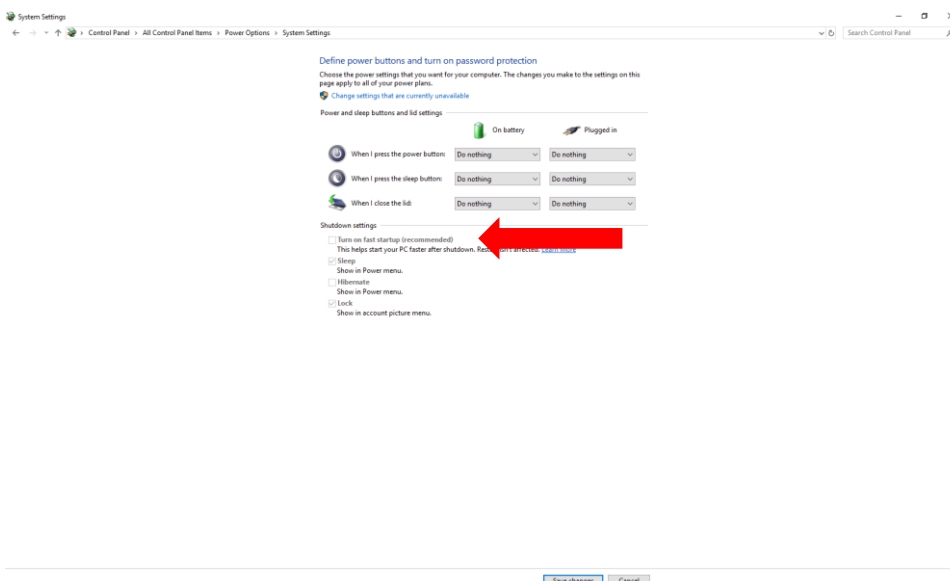 System Settings
Control Panel > All Control Panel Items > Power Options > System Settings
Search Control Panel
Define power buttons and turn on password protection
Choose the power settings that you want for your computer. The changes you make to the settings on this
page apply to all of your power plans.
Change settings that are currently unavailable
Power and sleep buttons and lid settings
On battery Plugged in
When I press the power button: Do nothing Do nothing
When I press the sleep button: Do nothing Do nothing
When I close the lid: Do nothing Do nothing
Shutdown settings
Turn on fast startup (recommended)
This helps start your PC faster after shutdown. affected. Learn More
Sleep
Show in Power menu.
Hibernate
Show in Power menu.
Lock
Show in account picture menu.
Save changes Cancel